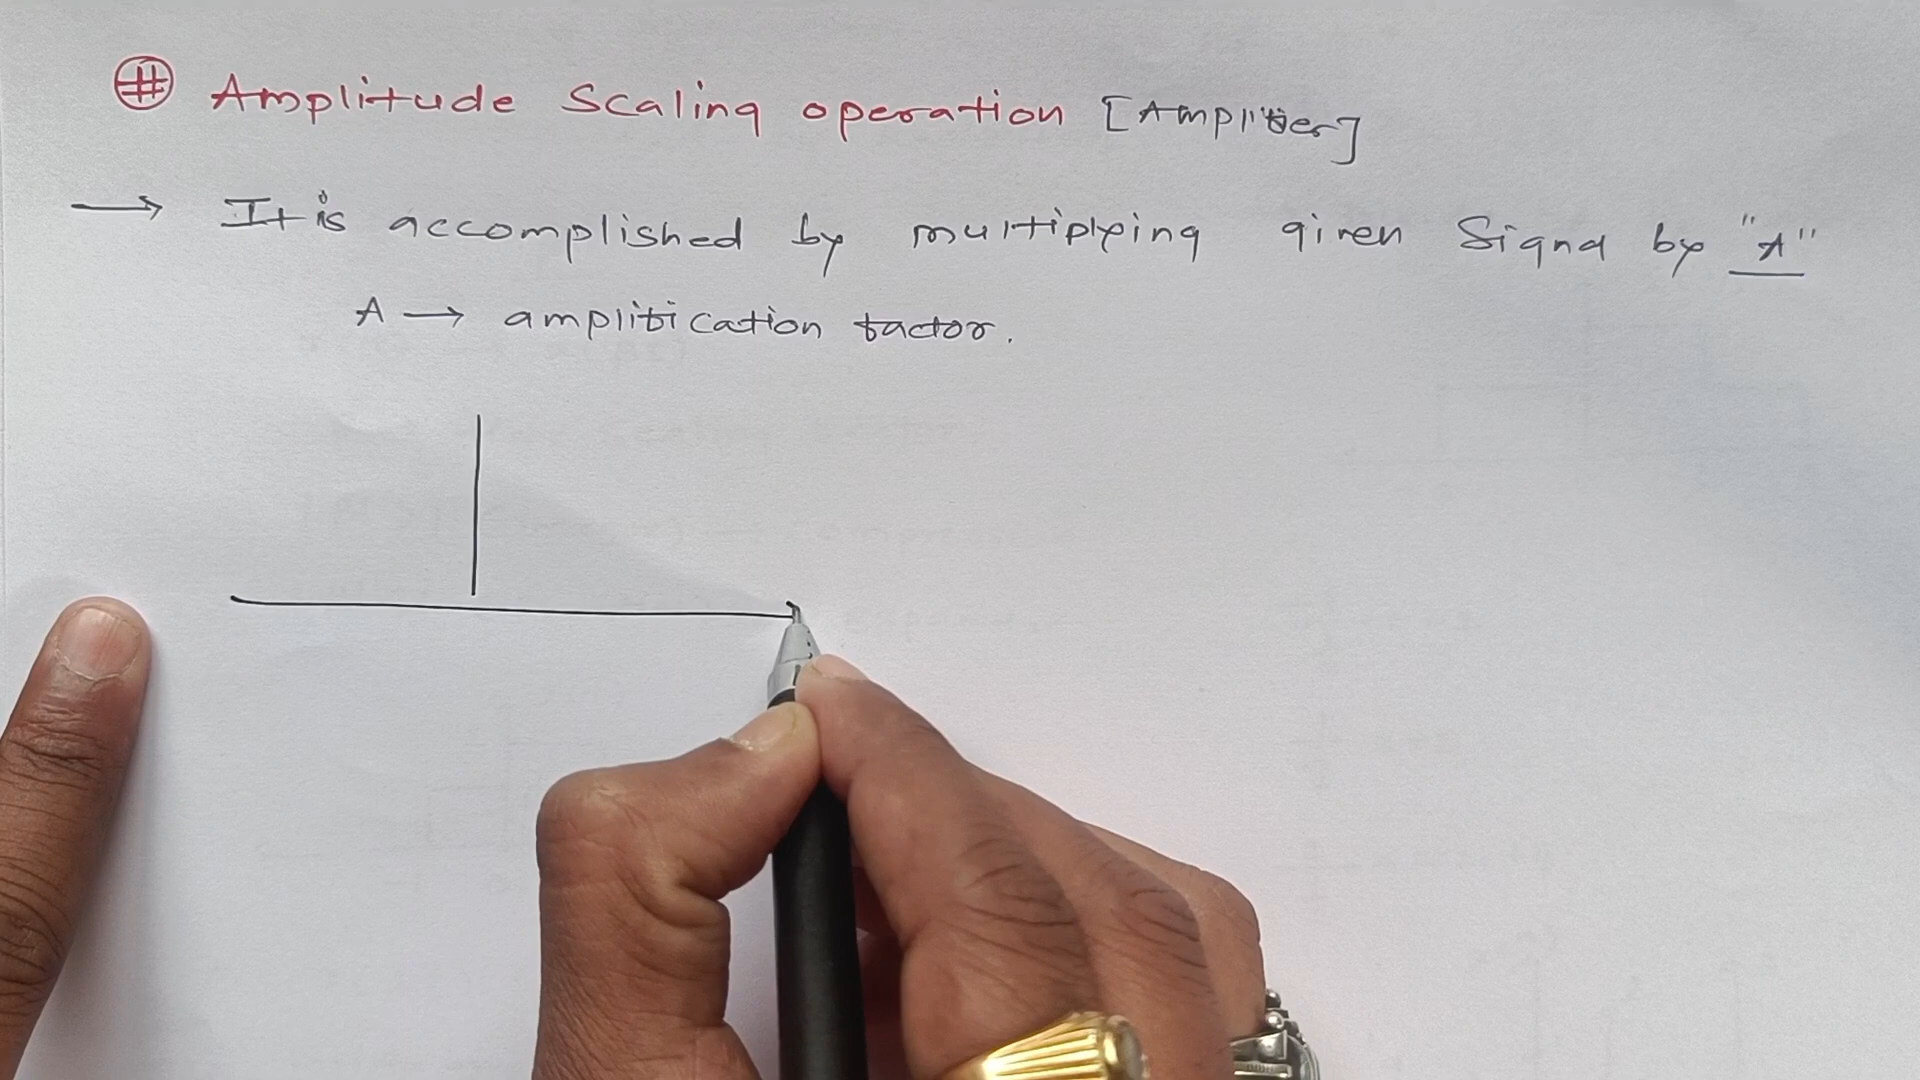 # Amplitude Scaling operation [Amplifier]
→ It is accomplished by multiplying given Signal by "A"
A → amplification factor.